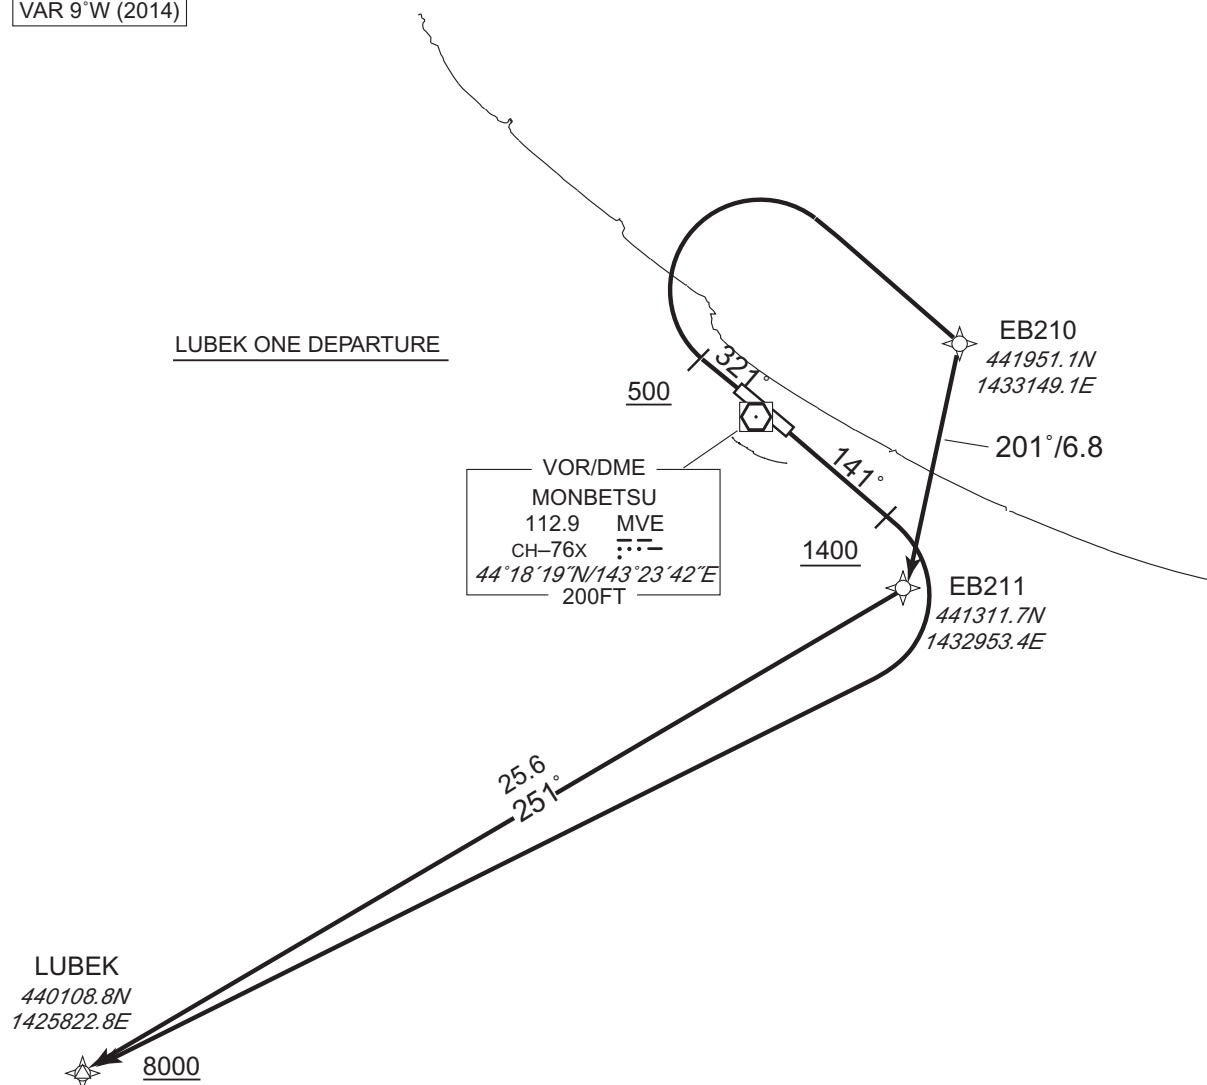 VAR 9°W (2014)
LUBEK ONE DEPARTURE
321°
500
EB210
441951.1N
1433149.1E
201°/6.8
141°
VOR/DME
MONBETSU
112.9 MVE
CH–76X
44°18´19˝N/143°23´42˝E
200FT
1400
EB211
441311.7N
1432953.4E
25.6
251°
LUBEK
440108.8N
1425822.8E
8000